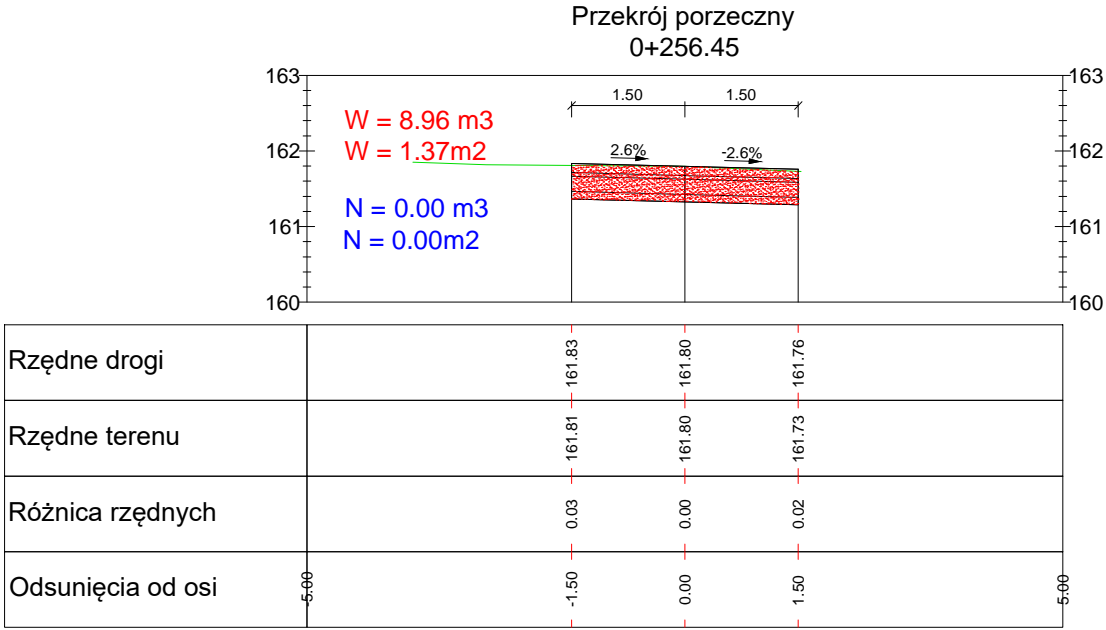 Przekrój porzeczny
0+256.45
163 163
1.50 1.50
W = 8.96 m3
W = 1.37m2
162 162
2.6% -2.6%
N = 0.00 m3
N = 0.00m2
161 161
160 160
Rzędne drogi 161.83 161.80 161.76
Rzędne terenu 161.81 161.80 161.73
Różnica rzędnych 0.03 0.00 0.02
Odsunięcia od osi -5.00 -1.50 0.00 1.50 5.00